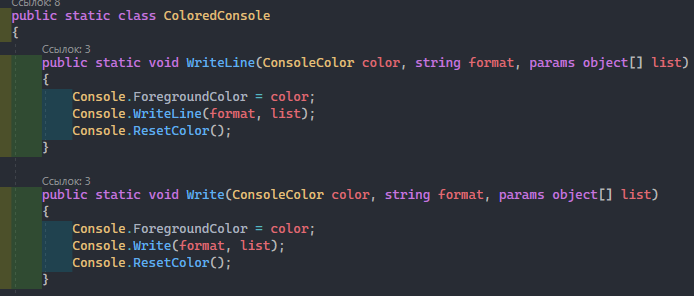 Ссылок: 8
public static class ColoredConsole
{
Ссылок: 3
public static void WriteLine(ConsoleColor color, string format, params object[] list)
{
Console.ForegroundColor = color;
Console.WriteLine(format, list);
Console.ResetColor();
}
Ссылок: 3
public static void Write(ConsoleColor color, string format, params object[] list)
{
Console.ForegroundColor = color;
Console.Write(format, list);
Console.ResetColor();
}